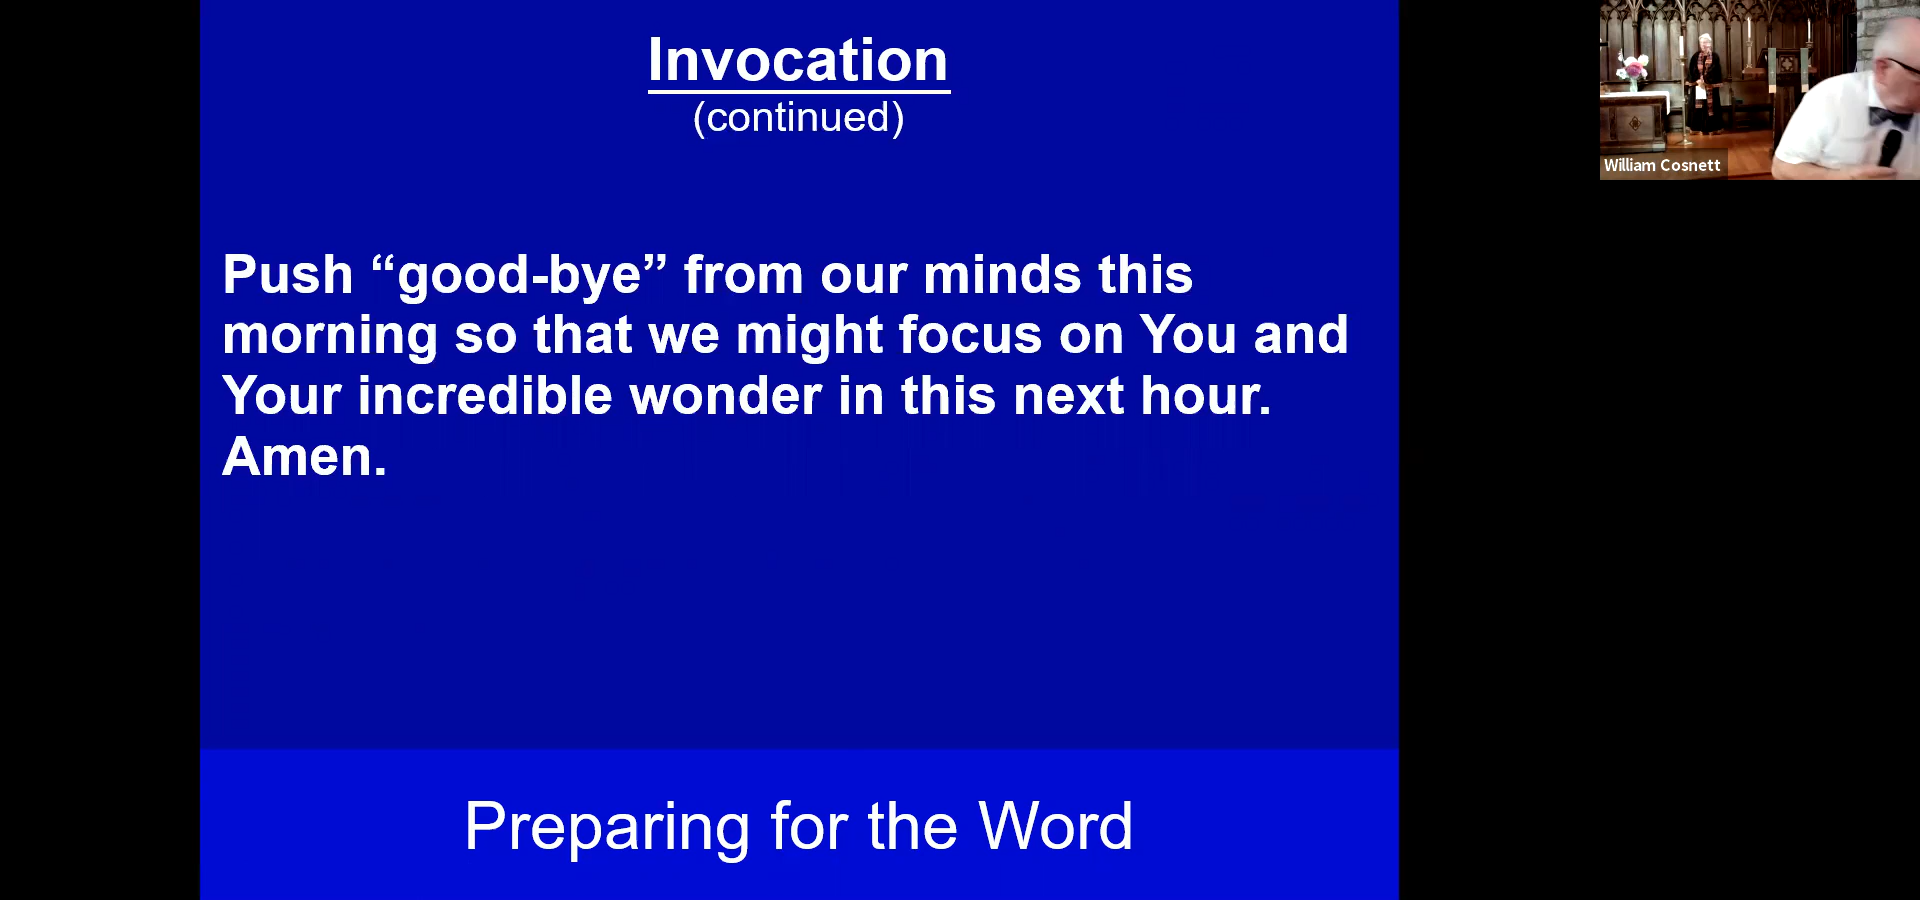 Invocation
(continued)
Push “good-bye” from our minds this
morning so that we might focus on You and
Your incredible wonder in this next hour.
Amen.
Preparing for the Word
William Cosnett